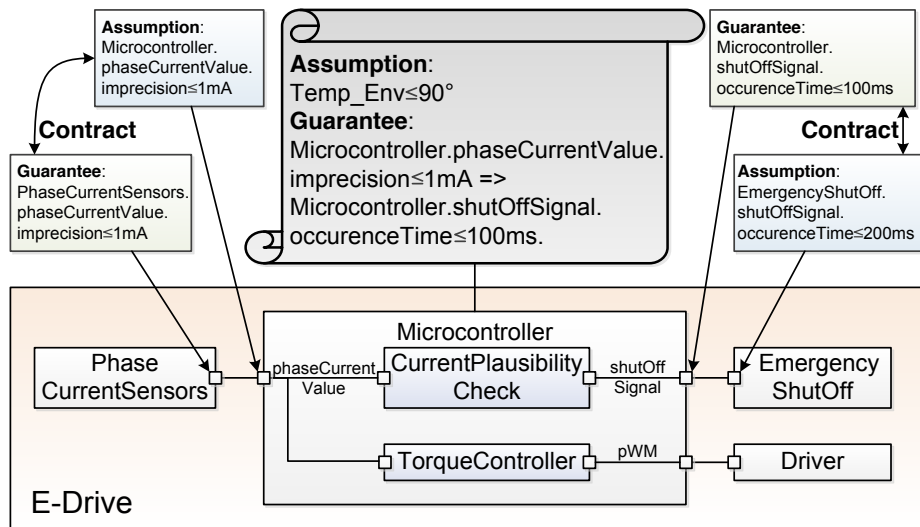 Assumption:
Microcontroller.
phaseCurrentValue.
imprecision≤1mA
Contract
Guarantee:
PhaseCurrentSensors.
phaseCurrentValue.
imprecision≤1mA
Assumption:
Temp_Env≤90°
Guarantee:
Microcontroller.phaseCurrentValue.
imprecision≤1mA =>
Microcontroller.shutOffSignal.
occurenceTime≤100ms.
Guarantee:
Microcontroller.
shutOffSignal.
occurenceTime≤100ms
Contract
Assumption:
EmergencyShutOff.
shutOffSignal.
occurenceTime≤200ms
Microcontroller
Phase
CurrentSensors
phaseCurrent
Value
CurrentPlausibility
Check
shutOff
Signal
Emergency
ShutOff
TorqueController
pWM
Driver
E-Drive